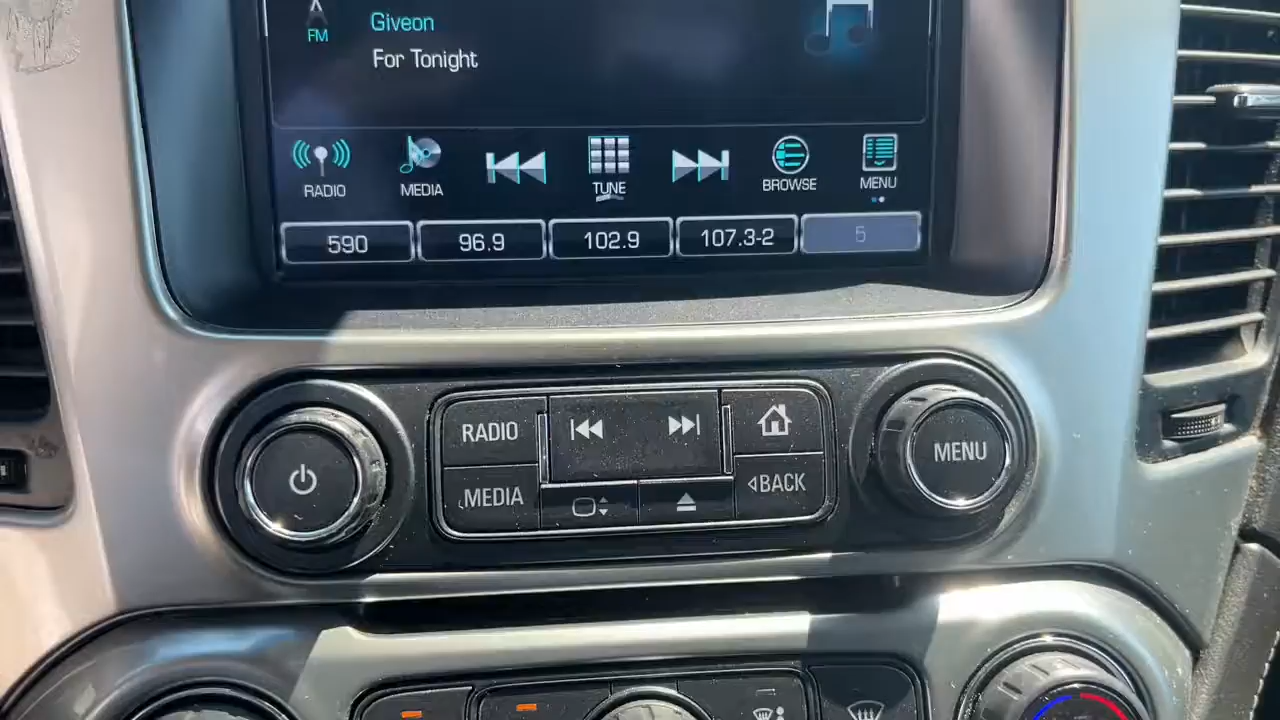 FM
Giveon
For Tonight
RADIO MEDIA TUNE BROWSE MENU
590 96.9 102.9 107.3-2 5
RADIO
MENU
MEDIA
BACK